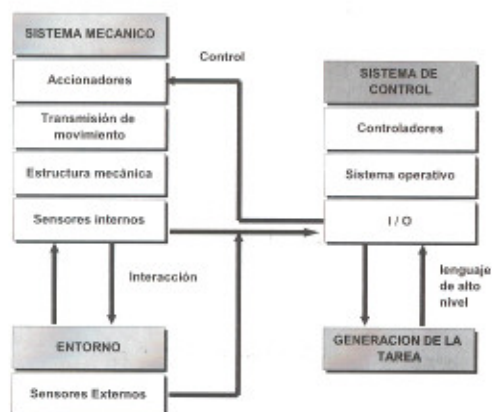 SISTEMA MECANICO
Accionadores
Transmisión de
movimiento
Estructura mecánica
Sensores internos
Control
SISTEMA DE
CONTROL
Controladores
Sistema operativo
I / O
Interacción
lenguaje
de alto
nivel
ENTORNO
Sensores Externos
GENERACION DE LA
TAREA